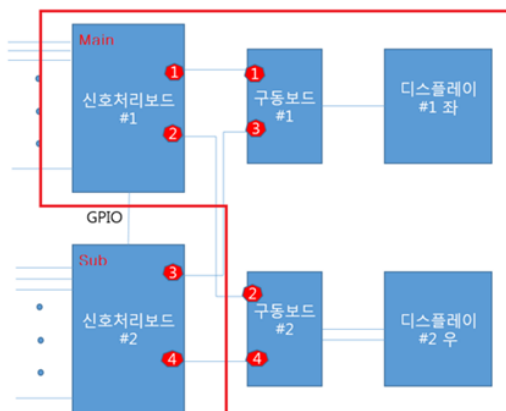 Main
1
신호처리보드
#1
2
1
구동보드
#1
3
디스플레이
#1 좌
GPIO
Sub
3
신호처리보드
#2
4
2
구동보드
#2
4
디스플레이
#2 우